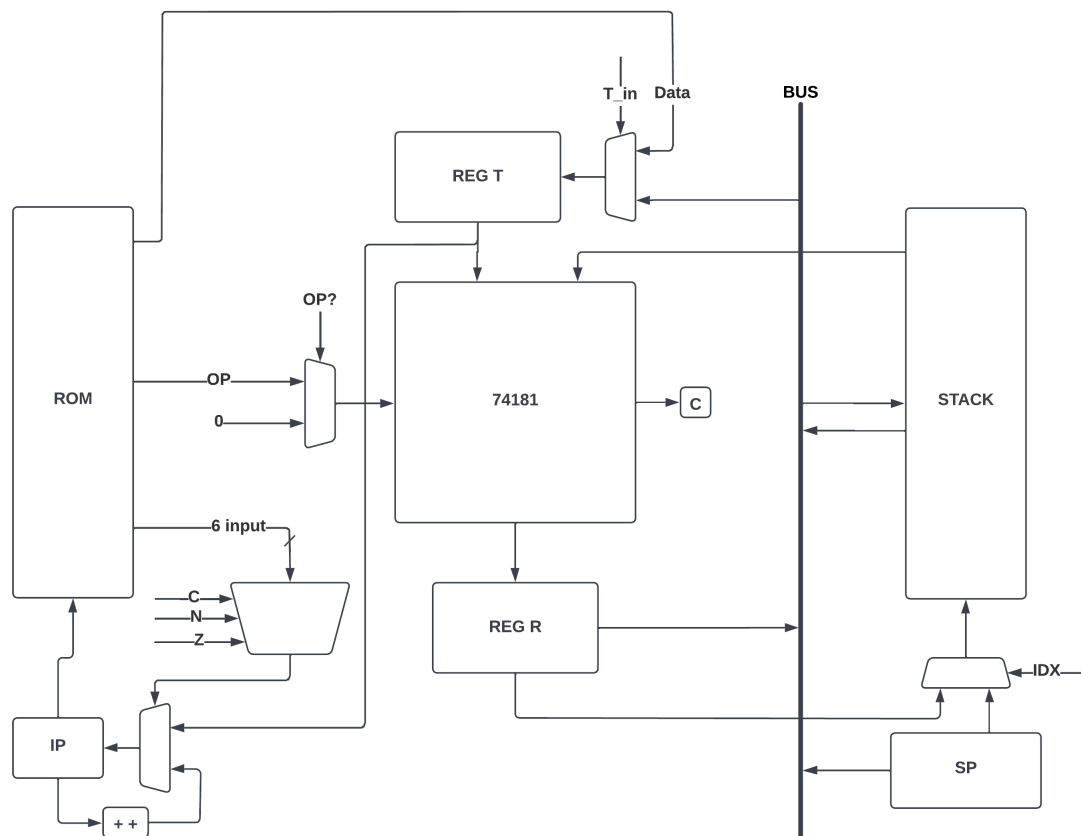 T_in
Data
BUS
REG T
OP?
OP
ROM
0
74181
C
STACK
6 input
C
N
Z
REG R
IDX
IP
SP
+ +